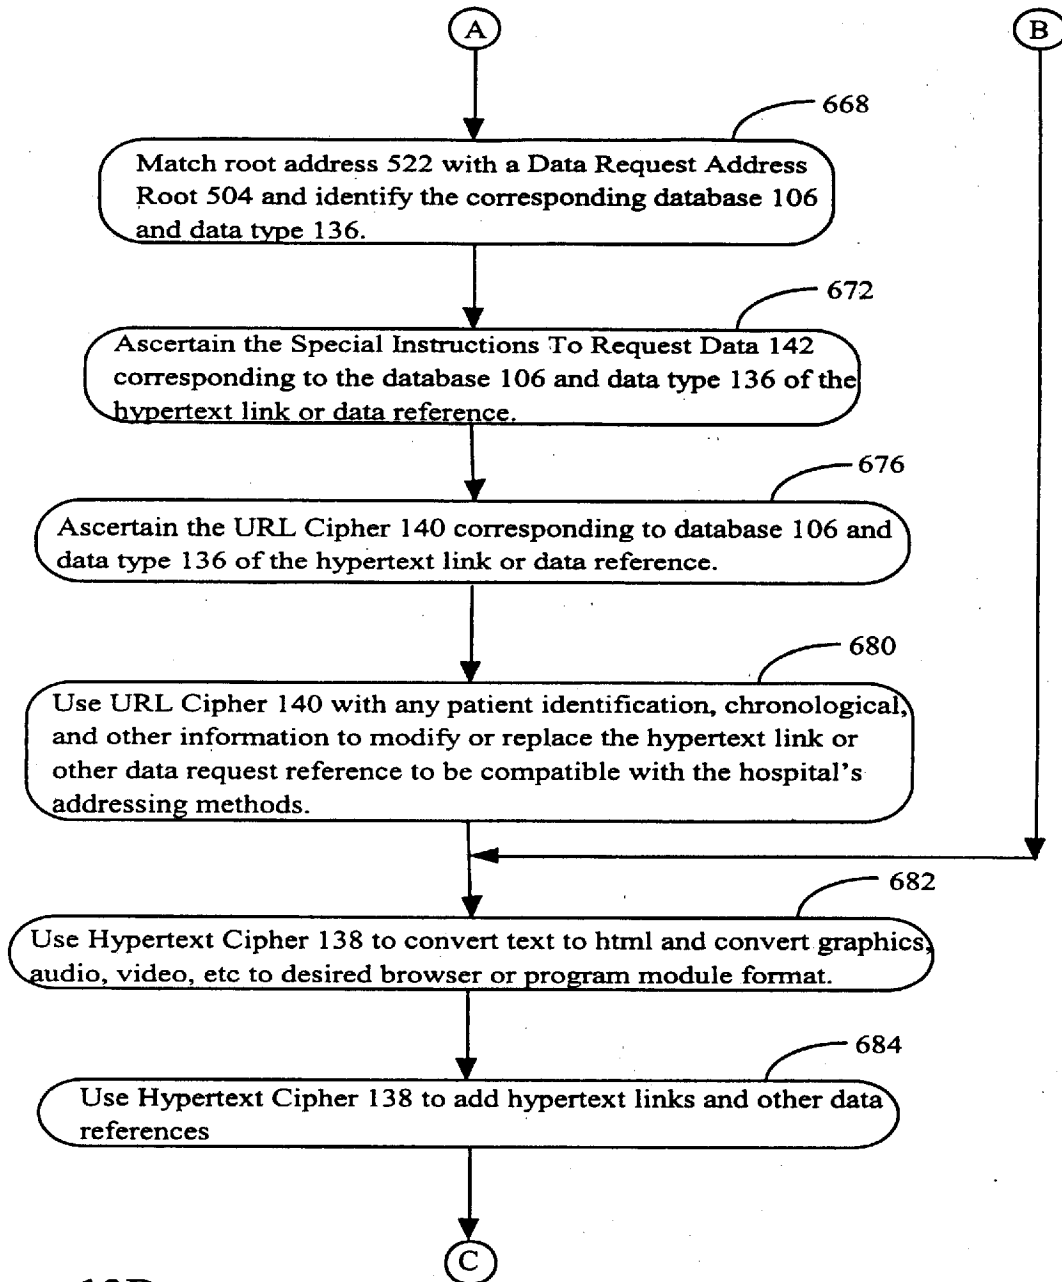 A
B
668
Match root address 522 with a Data Request Address
Root 504 and identify the corresponding database 106
and data type 136.
672
Ascertain the Special Instructions To Request Data 142
corresponding to the database 106 and data type 136 of the
hypertext link or data reference.
676
Ascertain the URL Cipher 140 corresponding to database 106 and
data type 136 of the hypertext link or data reference.
680
Use URL Cipher 140 with any patient identification, chronological,
and other information to modify or replace the hypertext link or
other data request reference to be compatible with the hospital's
addressing methods.
682
Use Hypertext Cipher 138 to convert text to html and convert graphics,
audio, video, etc to desired browser or program module format.
684
Use Hypertext Cipher 138 to add hypertext links and other data
references
C